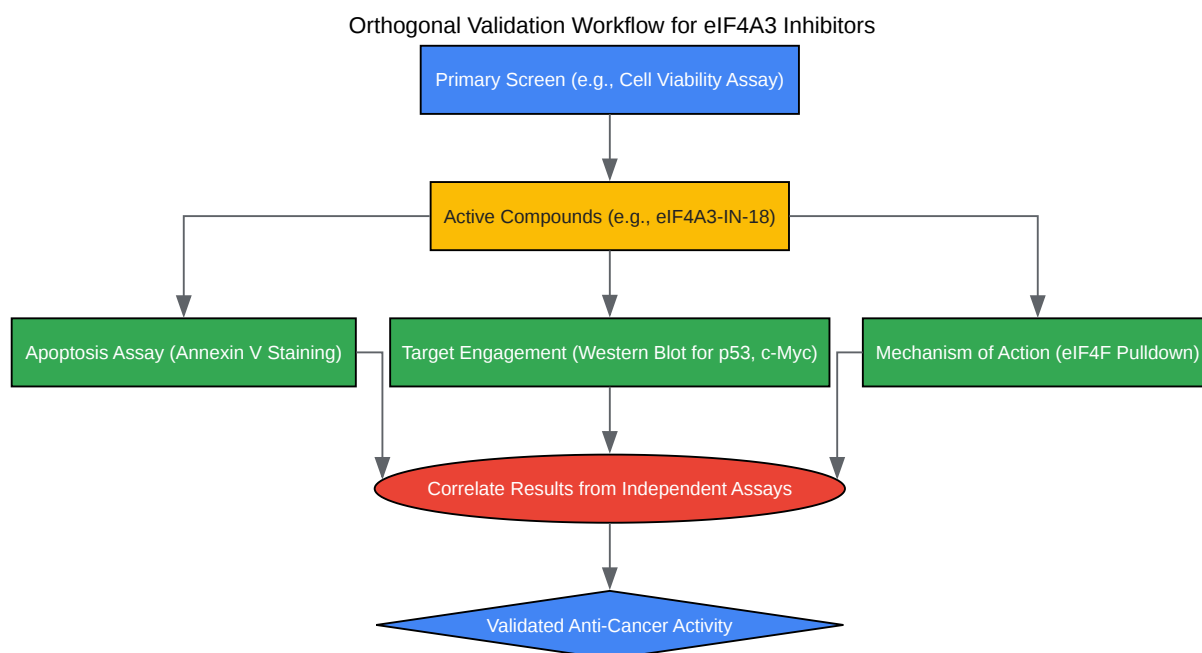 Orthogonal Validation Workflow for eIF4A3 Inhibitors
Primary Screen (e.g., Cell Viability Assay)
Active Compounds (e.g., eIF4A3-IN-18)
Apoptosis Assay (Annexin V Staining)
Target Engagement (Western Blot for p53, c-Myc)
Mechanism of Action (eIF4F Pulldown)
Correlate Results from Independent Assays
Validated Anti-Cancer Activity